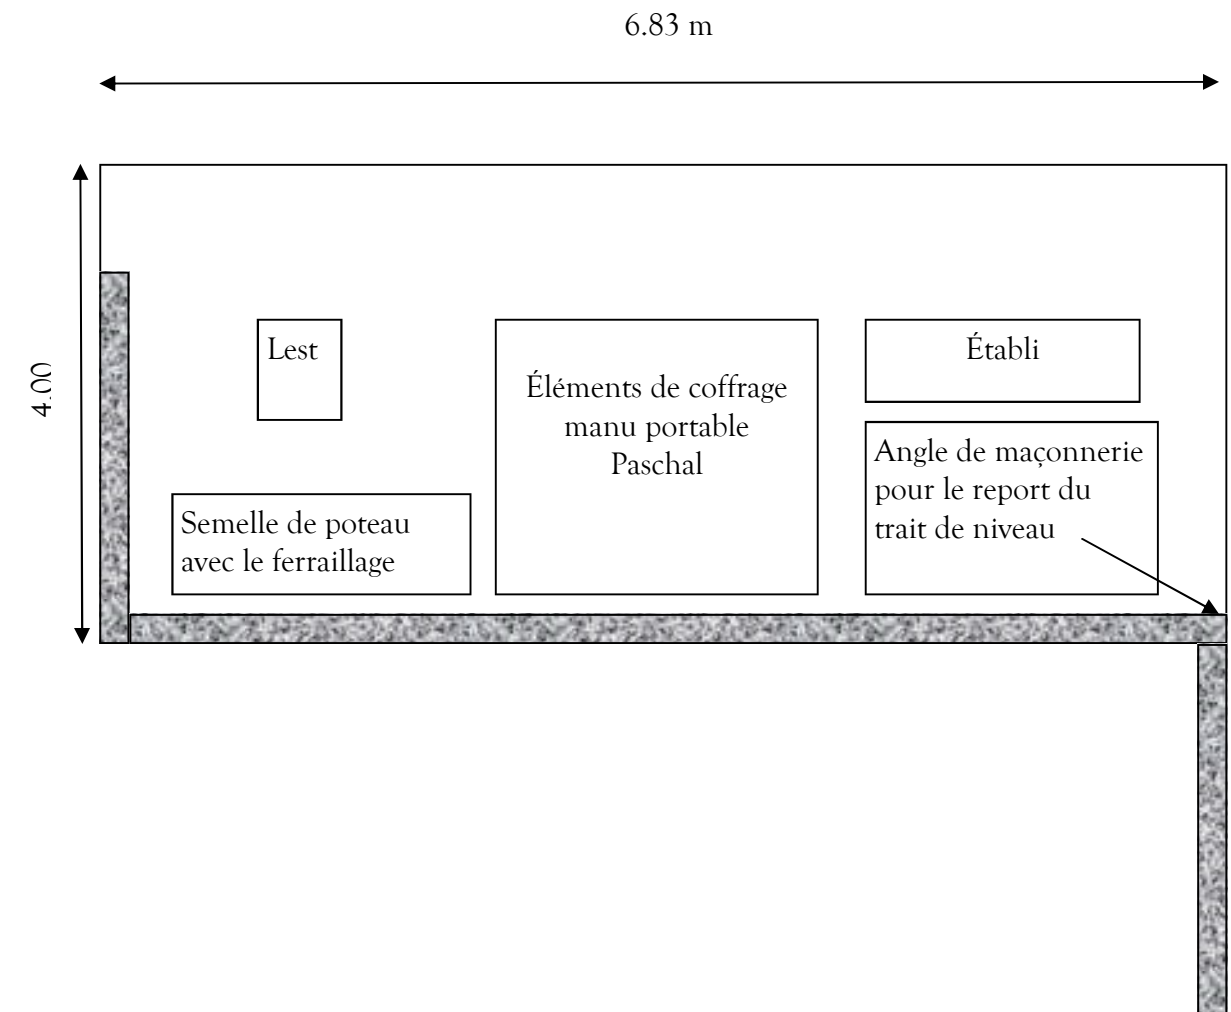 6.83 m
4.00
Lest
Éléments de coffrage
manu portable
Paschal
Établi
Angle de maçonnerie
pour le report du
trait de niveau
Semelle de poteau
avec le ferraillage